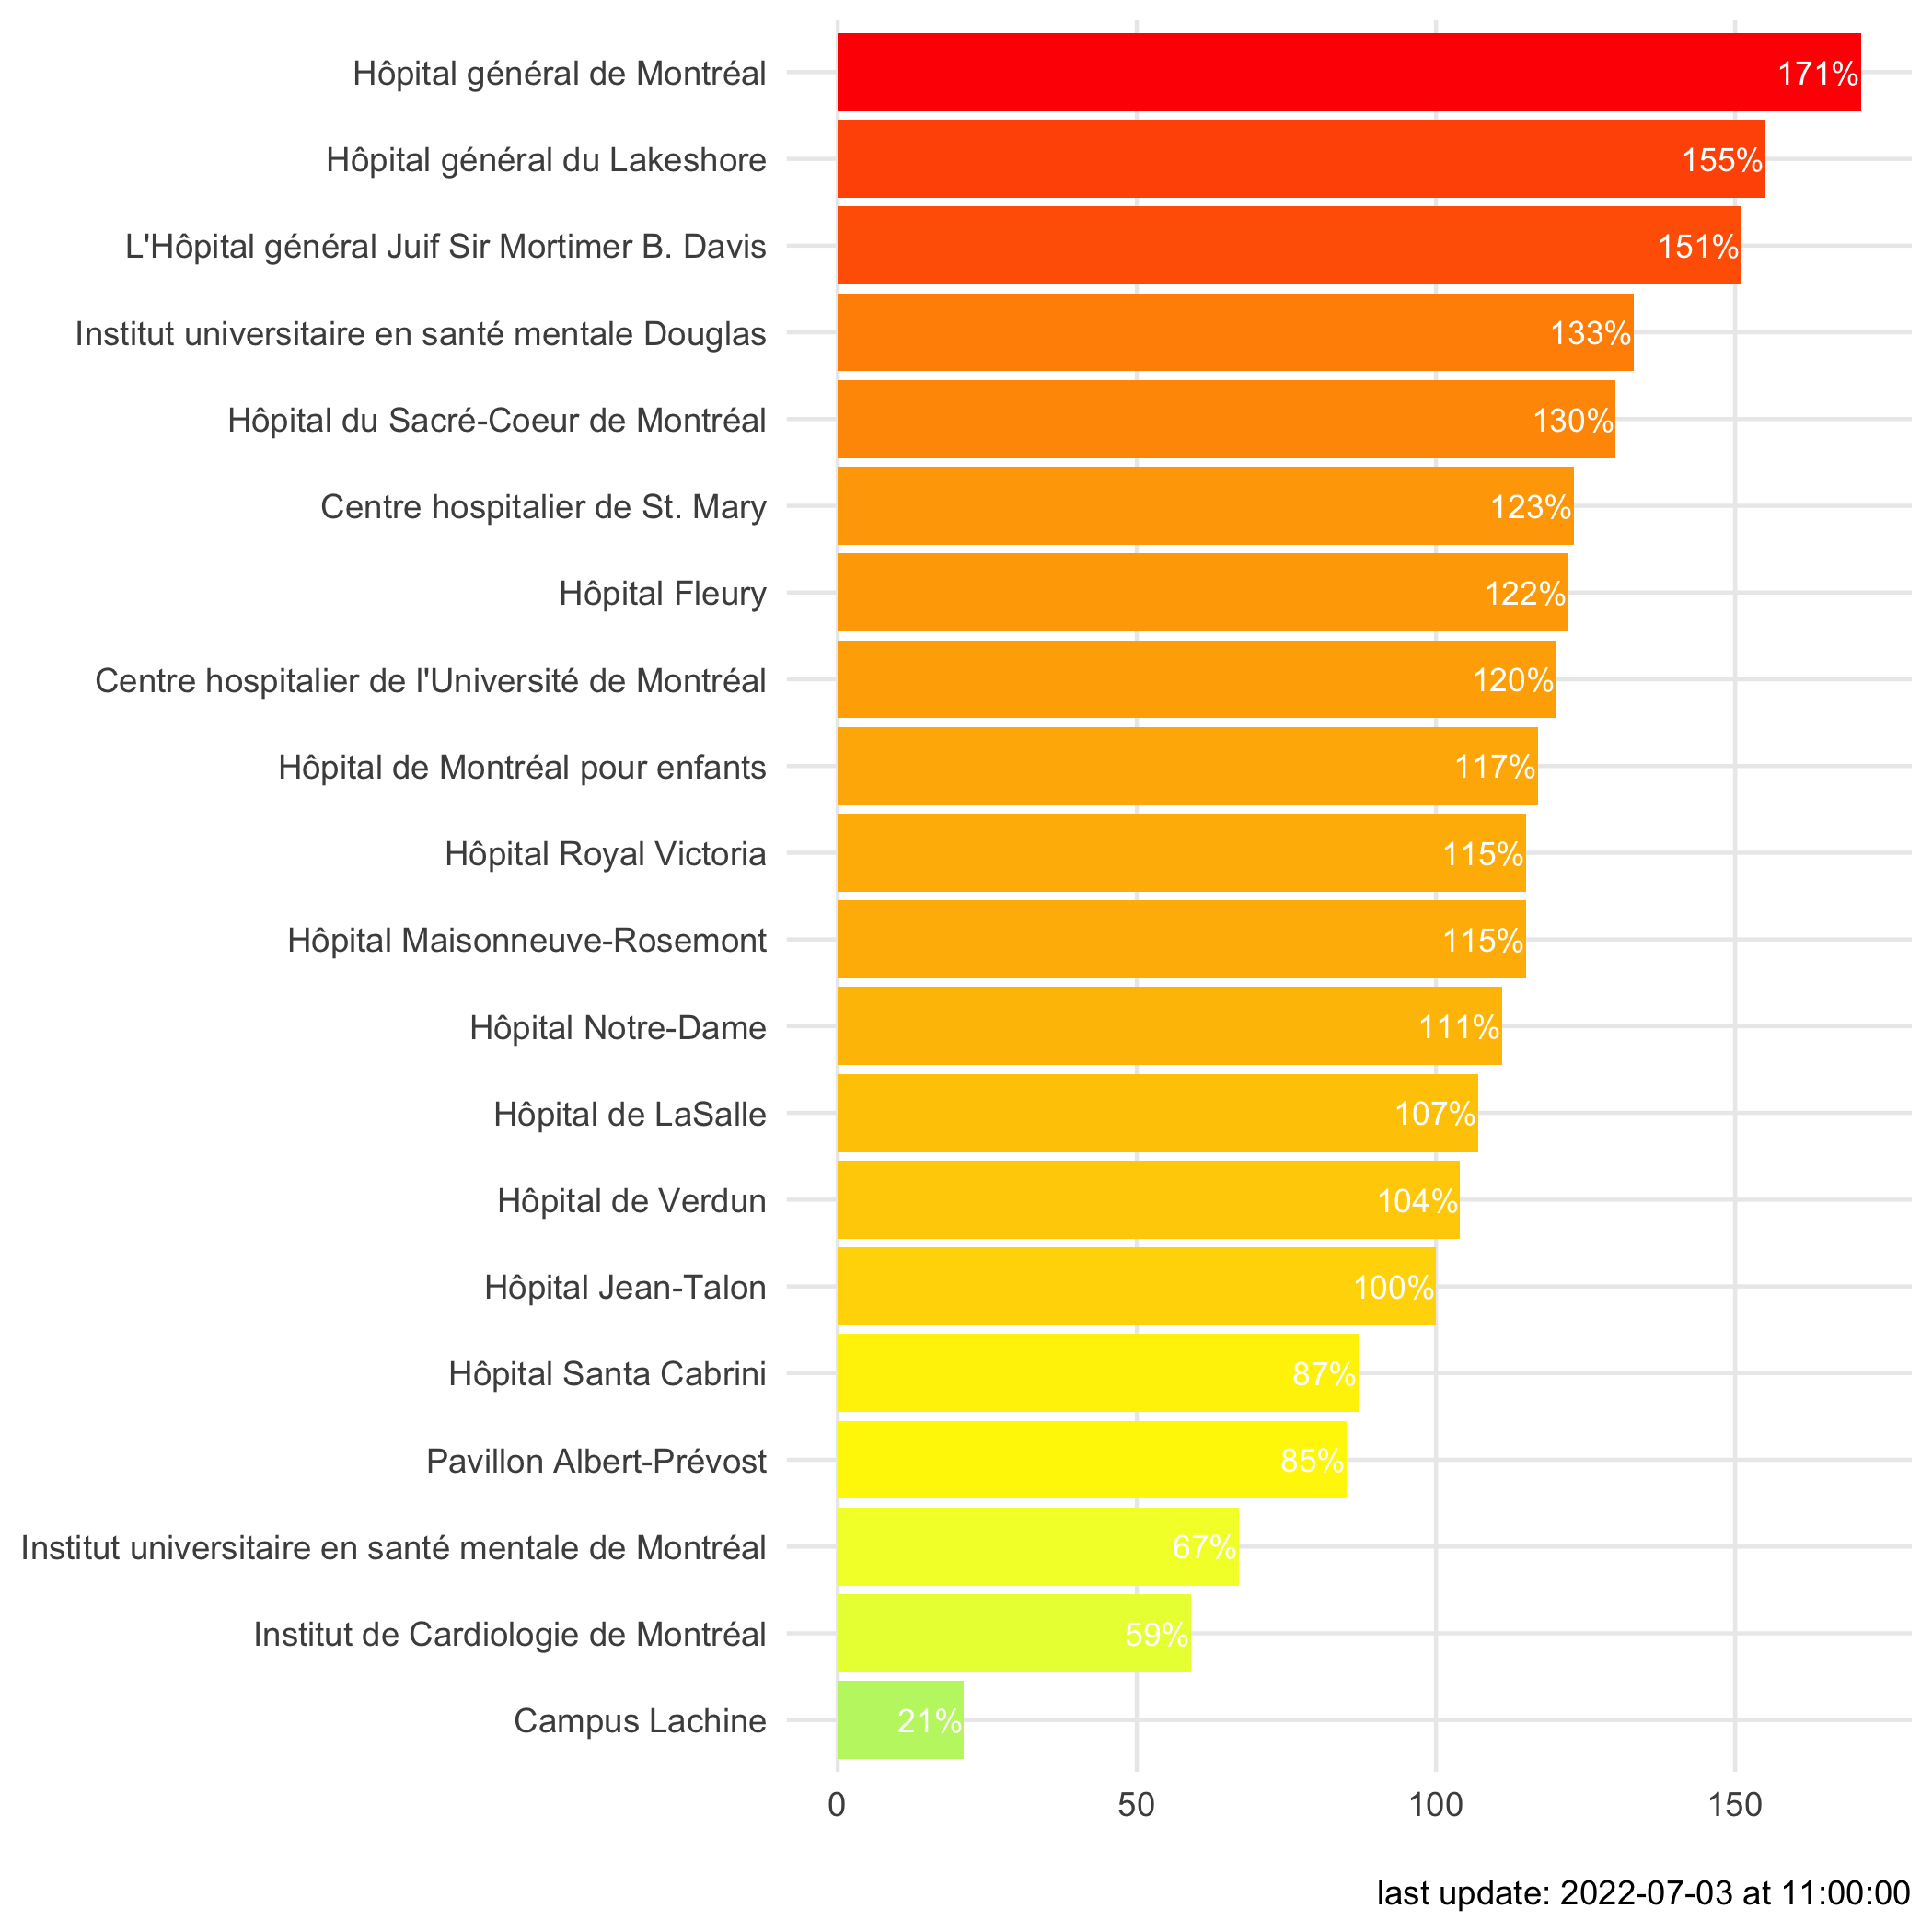 Hôpital général de Montréal 171%
Hôpital général du Lakeshore 155%
L'Hôpital général Juif Sir Mortimer B. Davis 151%
Institut universitaire en santé mentale Douglas 133%
Hôpital du Sacré-Coeur de Montréal 130%
Centre hospitalier de St. Mary 123%
Hôpital Fleury 122%
Centre hospitalier de l'Université de Montréal 120%
Hôpital de Montréal pour enfants 117%
Hôpital Royal Victoria 115%
Hôpital Maisonneuve-Rosemont 115%
Hôpital Notre-Dame 111%
Hôpital de LaSalle 107%
Hôpital de Verdun 104%
Hôpital Jean-Talon 100%
Hôpital Santa Cabrini 87%
Pavillon Albert-Prévost 85%
Institut universitaire en santé mentale de Montréal 67%
Institut de Cardiologie de Montréal 59%
Campus Lachine 21%
0 50 100 150
last update: 2022-07-03 at 11:00:00